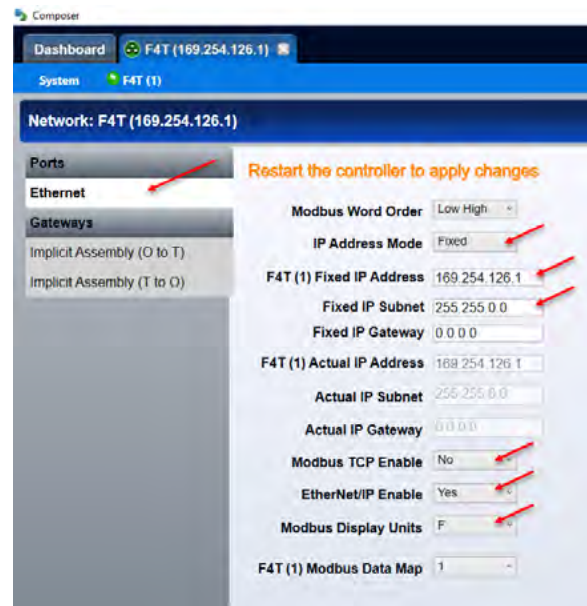 Composer
Dashboard F4T (169.254.126.1)
System F4T (1)
Network: F4T (169.254.126.1)
Ports
Ethernet
Gateways
Implicit Assembly (O to T)
Implicit Assembly (T to O)
Restart the controller to apply changes
Modbus Word Order Low High
IP Address Mode Fixed
F4T (1) Fixed IP Address 169.254.126.1
Fixed IP Subnet 255.255.0.0
Fixed IP Gateway 0.0.0.0
F4T (1) Actual IP Address 169.254.126.1
Actual IP Subnet 255.255.0.0
Actual IP Gateway 0.0.0.0
Modbus TCP Enable No
EtherNet/IP Enable Yes
Modbus Display Units F
F4T (1) Modbus Data Map 1